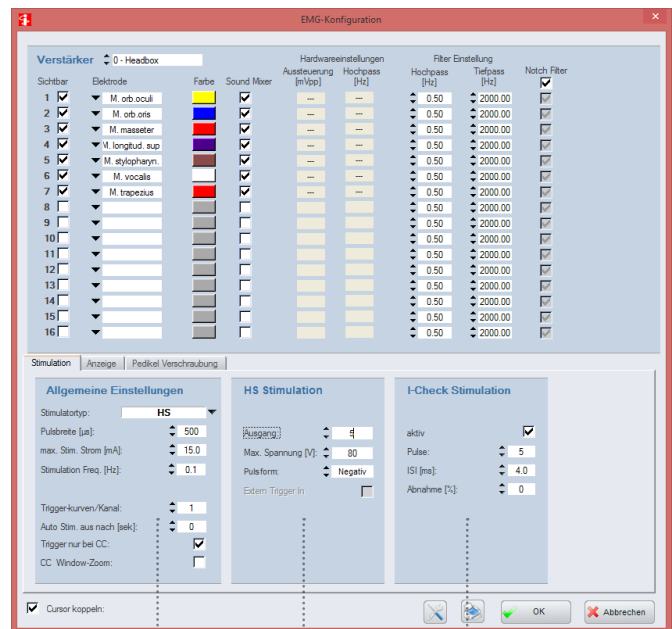 EMG-Konfiguration
Verstärker 0 - Headbox
Hardwareeinstellungen Filter Einstellung
Sichtbar Elektrode Farbe Sound Mixer Aussteuerung [mVpp] Hochpass [Hz] Hochpass [Hz] Tiefpass [Hz] Notch Filter
1 M. orb.oculi --- --- 0.50 2000.00
2 M. orb.oris --- --- 0.50 2000.00
3 M. masseter --- --- 0.50 2000.00
4 M. longitud. sup --- --- 0.50 2000.00
5 M. stylopharyn. --- --- 0.50 2000.00
6 M. vocalis --- --- 0.50 2000.00
7 M. trapezius --- --- 0.50 2000.00
8 0.50 2000.00
9 0.50 2000.00
10 0.50 2000.00
11 0.50 2000.00
12 0.50 2000.00
13 0.50 2000.00
14 0.50 2000.00
15 0.50 2000.00
16 0.50 2000.00
Stimulation Anzeige Pedikel Verschraubung
Allgemeine Einstellungen
Stimulatortyp: HS
Pulsbreite [µs]: 500
max. Stim. Strom [mA]: 15.0
Stimulation Freq. [Hz]: 0.1
Trigger-kurven/Kanal: 1
Auto Stim. aus nach [sek]: 0
Trigger nur bei CC:
CC Window-Zoom:
HS Stimulation
Ausgang: 5
Max. Spannung [V]: 80
Pulsform: Negativ
Extern Trigger In
I-Check Stimulation
aktiv
Pulse: 5
ISI [ms]: 4.0
Abnahme [%]: 0
Cursor koppeln:
OK
Abbrechen